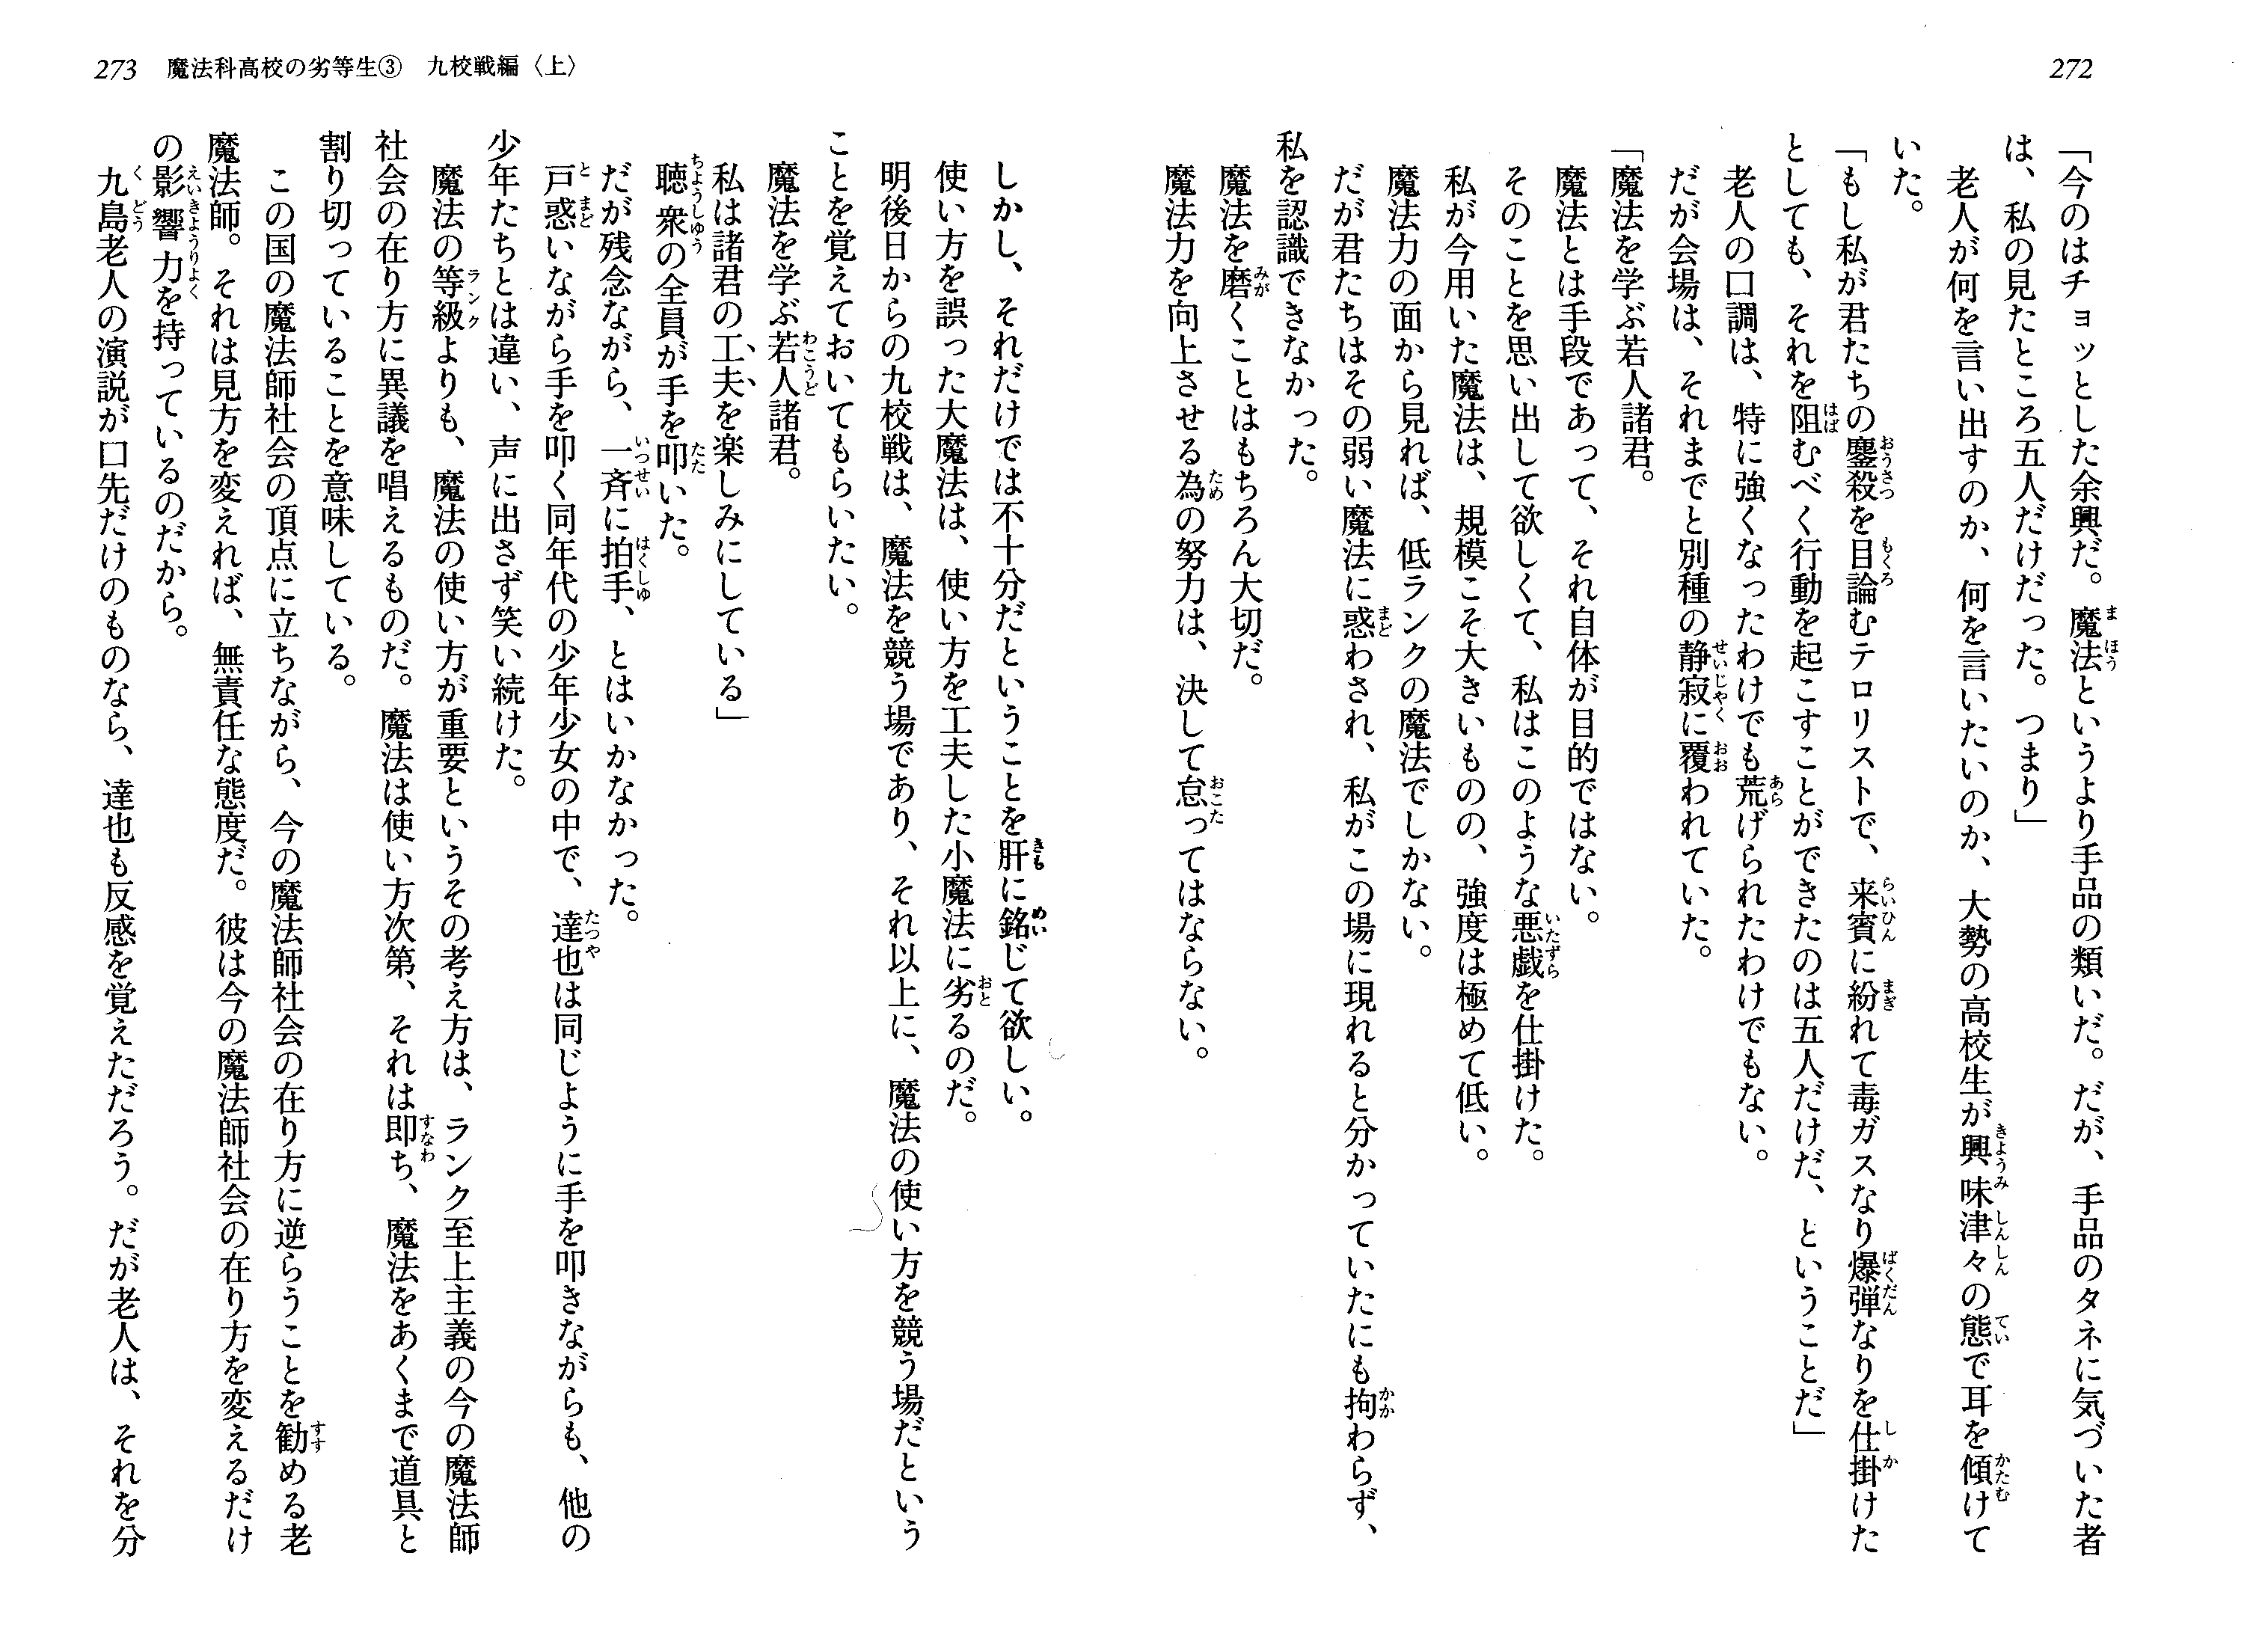 272
「今のはチョッとした余興だ。魔法というより手品の類いだ。だが、手品のタネに気づいた者
は、私の見たところ五人だけだった。つまり」
老人が何を言い出すのか、何を言いたいのか、大勢の高校生が興味津々の態で耳を傾けて
いた。
「もし私が君たちの鏖殺を目論むテロリストで、来賓に紛れて毒ガスなり爆弾なりを仕掛けた
としても、それを阻むべく行動を起こすことができたのは五人だけだ、ということだ」
老人の口調は、特に強くなったわけでも荒げられたわけでもない。
だが会場は、それまでと別種の静寂に覆われていた。
「魔法を学ぶ若人諸君。
魔法とは手段であって、それ自体が目的ではない。
そのことを思い出して欲しくて、私はこのような悪戯を仕掛けた。
私が今用いた魔法は、規模こそ大きいものの、強度は極めて低い。
魔法力の面から見れば、低ランクの魔法でしかない。
だが君たちはその弱い魔法に惑わされ、私がこの場に現れると分かっていたにも拘わらず、
私を認識できなかった。
魔法を磨くことはもちろん大切だ。
魔法力を向上させる為の努力は、決して怠ってはならない。
273 魔法科高校の劣等生③ 九校戦編〈上〉
しかし、それだけでは不十分だということを肝に銘じて欲しい。
使い方を誤った大魔法は、使い方を工夫した小魔法に劣るのだ。
明後日からの九校戦は、魔法を競う場であり、それ以上に、魔法の使い方を競う場だという
ことを覚えておいてもらいたい。
魔法を学ぶ若人諸君。
私は諸君の工夫を楽しみにしている」
聴衆の全員が手を叩いた。
だが残念ながら、一斉に拍手、とはいかなかった。
戸惑いながら手を叩く同年代の少年少女の中で、達也は同じように手を叩きながらも、他の
少年たちとは違い、声に出さず笑い続けた。
魔法の等級よりも、魔法の使い方が重要というその考え方は、ランク至上主義の今の魔法師
社会の在り方に異議を唱えるものだ。魔法は使い方次第、それは即ち、魔法をあくまで道具と
割り切っていることを意味している。
この国の魔法師社会の頂点に立ちながら、今の魔法師社会の在り方に逆らうことを勧める老
魔法師。それは見方を変えれば、無責任な態度だ。彼は今の魔法師社会の在り方を変えるだけ
の影響力を持っているのだから。
九島老人の演説が口先だけのものなら、達也も反感を覚えただろう。だが老人は、それを分